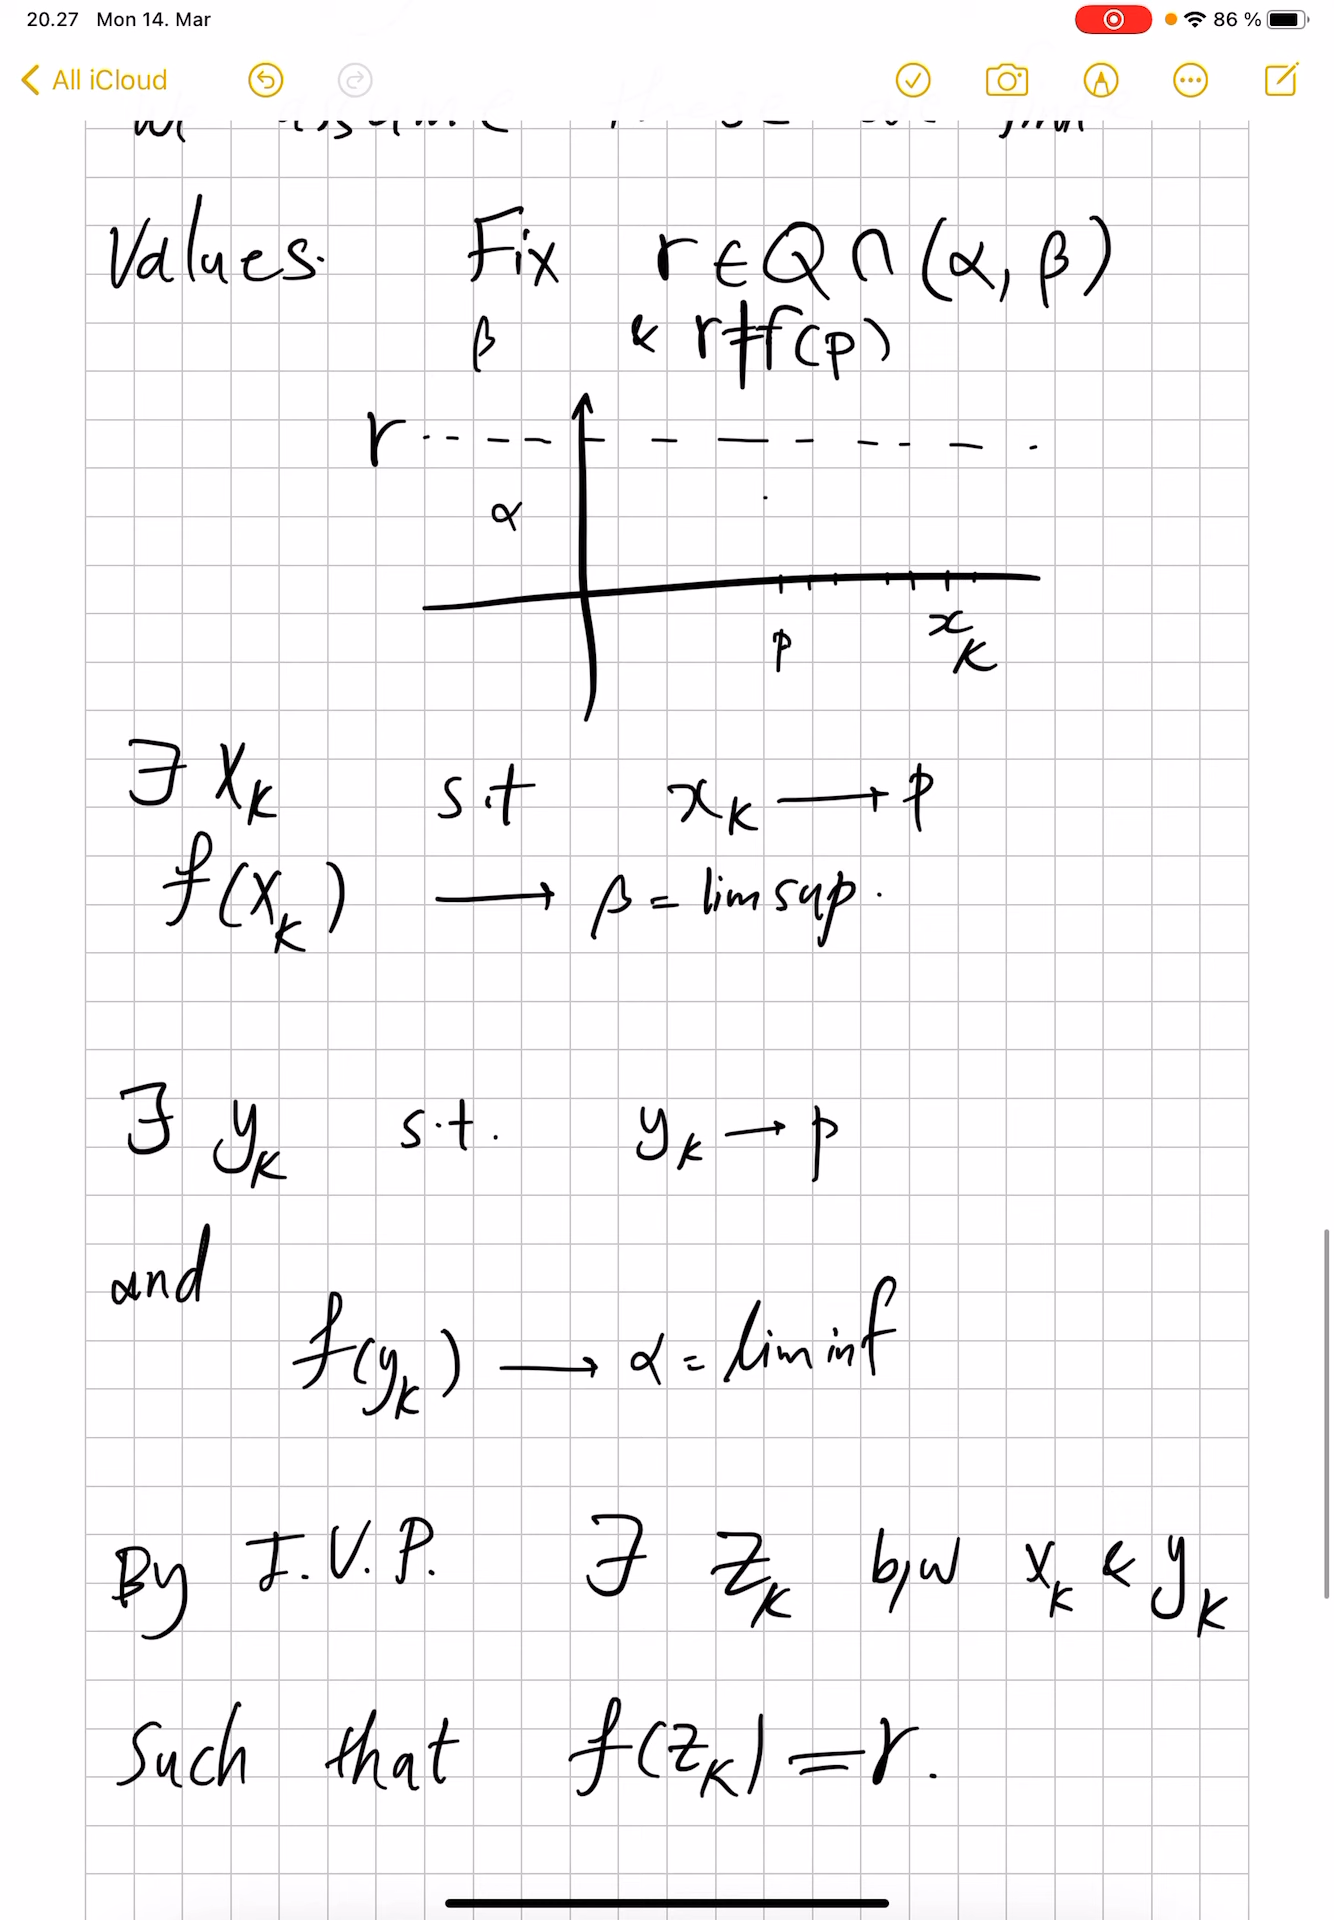 20.27 Mon 14. Mar 86 %
All iCloud
Values. Fix r ∈ Q ∩ (α, β)
β & r ≠ f(p)
r
α
p x_k
∃ x_k s.t x_k → p
f(x_k) → β = lim sup.
∃ y_k s.t. y_k → p
and
f(y_k) → α = lim inf
By I.V.P. ∃ z_k b/w x_k & y_k
Such that f(z_k) = r.